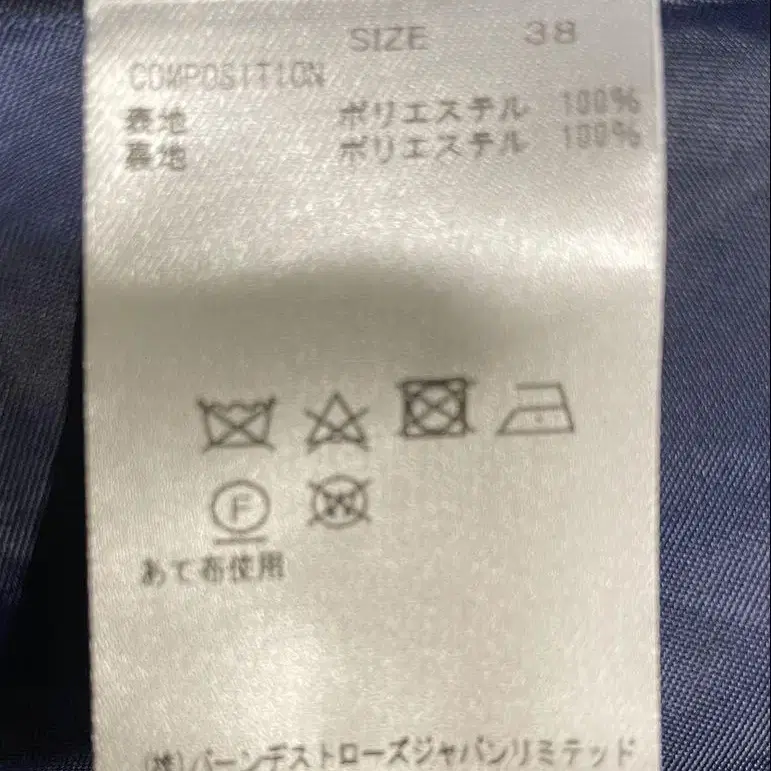 SIZE 38
COMPOSITION
表地 ポリエステル 100%
裏地 ポリエステル 100%
F
W
あて布使用
(株)バーンデストローズジャパンリミテッド